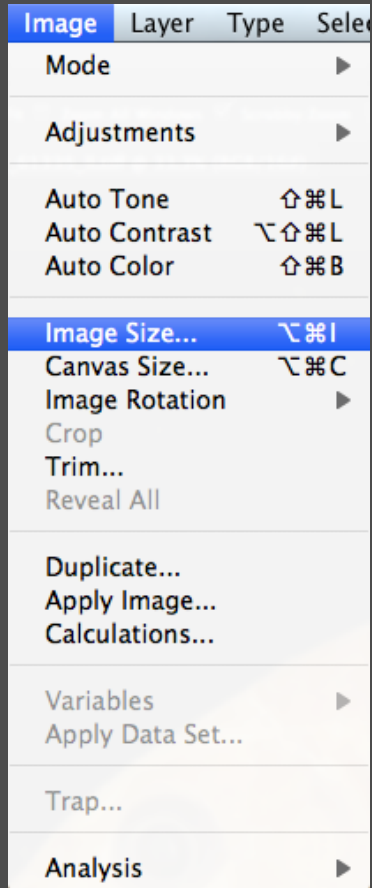 Image Layer Type Selec
Mode ▶
Adjustments ▶
Auto Tone ⇧⌘L
Auto Contrast ⌥⇧⌘L
Auto Color ⇧⌘B
Image Size... ⌥⌘I
Canvas Size... ⌥⌘C
Image Rotation ▶
Crop
Trim...
Reveal All
Duplicate...
Apply Image...
Calculations...
Variables ▶
Apply Data Set...
Trap...
Analysis ▶